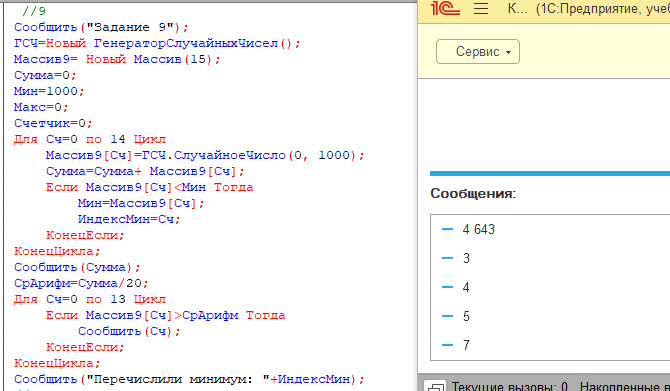 //9
Сообщить("Задание 9");
ГСЧ=Новый ГенераторСлучайныхЧисел();
Массив9= Новый Массив(15);
Сумма=0;
Мин=1000;
Макс=0;
Счетчик=0;
Для Сч=0 по 14 Цикл
Массив9[Сч]=ГСЧ.СлучайноеЧисло(0, 1000);
Сумма=Сумма+ Массив9[Сч];
Если Массив9[Сч]<Мин Тогда
Мин=Массив9[Сч];
ИндексМин=Сч;
КонецЕсли;
КонецЦикла;
Сообщить(Сумма);
СрАрифм=Сумма/20;
Для Сч=0 по 13 Цикл
Если Массив9[Сч]>СрАрифм Тогда
Сообщить(Сч);
КонецЕсли;
КонецЦикла;
Сообщить("Перечислили минимум: "+ИндексМин);
1С К... (1С:Предприятие, учеб
Сервис
Сообщения:
4 643
3
4
5
7
Текущие вызовы: 0 Накопленные в